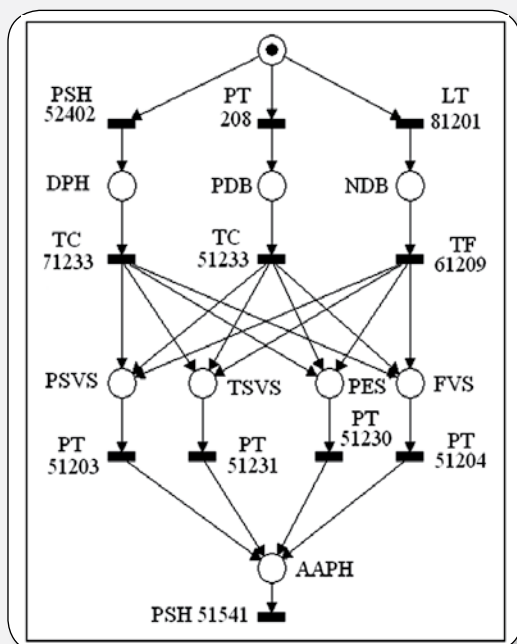 PSH
52402
PT
208
LT
81201
DPH
PDB
NDB
TC
71233
TC
51233
TF
61209
PSVS
TSVS
PES
FVS
PT
51203
PT
51231
PT
51230
PT
51204
AAPH
PSH 51541